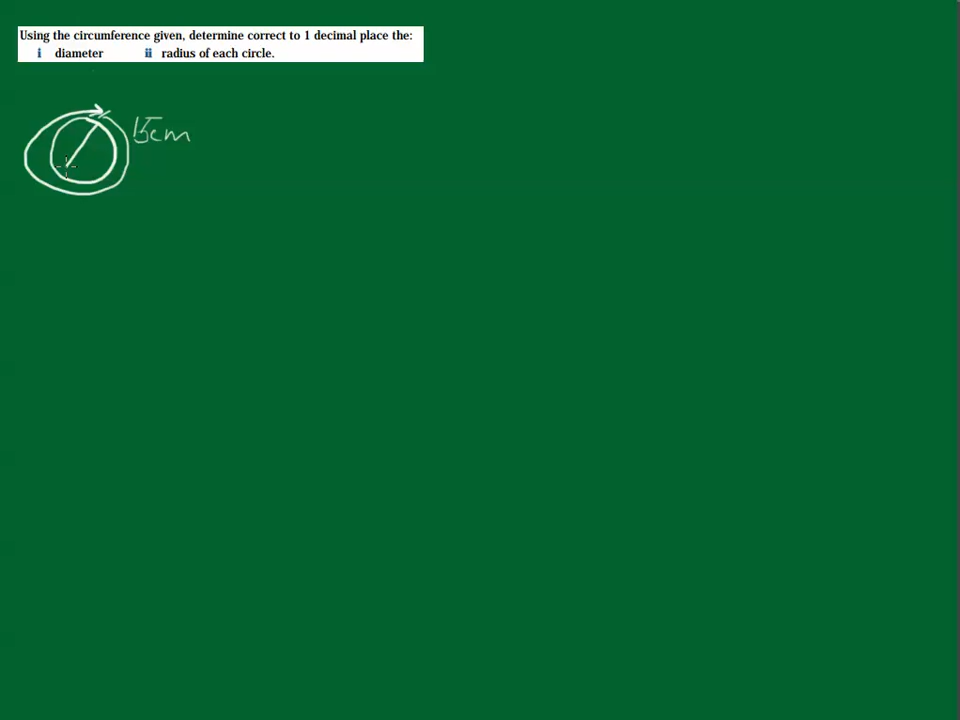 Using the circumference given, determine correct to 1 decimal place the:
i diameter ii radius of each circle.
15cm